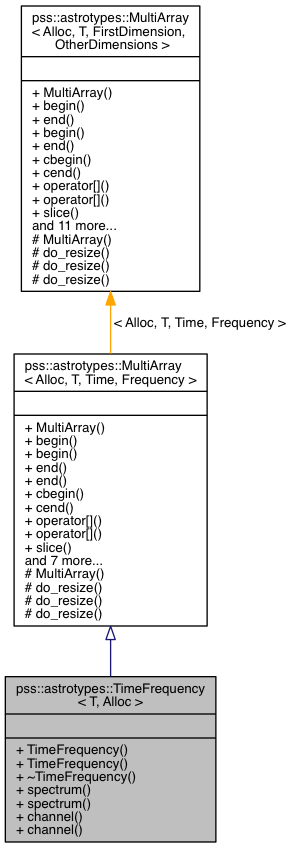 pss::astrotypes::MultiArray
< Alloc, T, FirstDimension,
OtherDimensions >
+ MultiArray()
+ begin()
+ end()
+ begin()
+ end()
+ cbegin()
+ cend()
+ operator[]()
+ operator[]()
+ slice()
and 11 more...
# MultiArray()
# do_resize()
# do_resize()
# do_resize()
< Alloc, T, Time, Frequency >
pss::astrotypes::MultiArray
< Alloc, T, Time, Frequency >
+ MultiArray()
+ begin()
+ begin()
+ end()
+ end()
+ cbegin()
+ cend()
+ operator[]()
+ operator[]()
+ slice()
and 7 more...
# MultiArray()
# do_resize()
# do_resize()
# do_resize()
pss::astrotypes::TimeFrequency
< T, Alloc >
+ TimeFrequency()
+ TimeFrequency()
+ ~TimeFrequency()
+ spectrum()
+ spectrum()
+ channel()
+ channel()